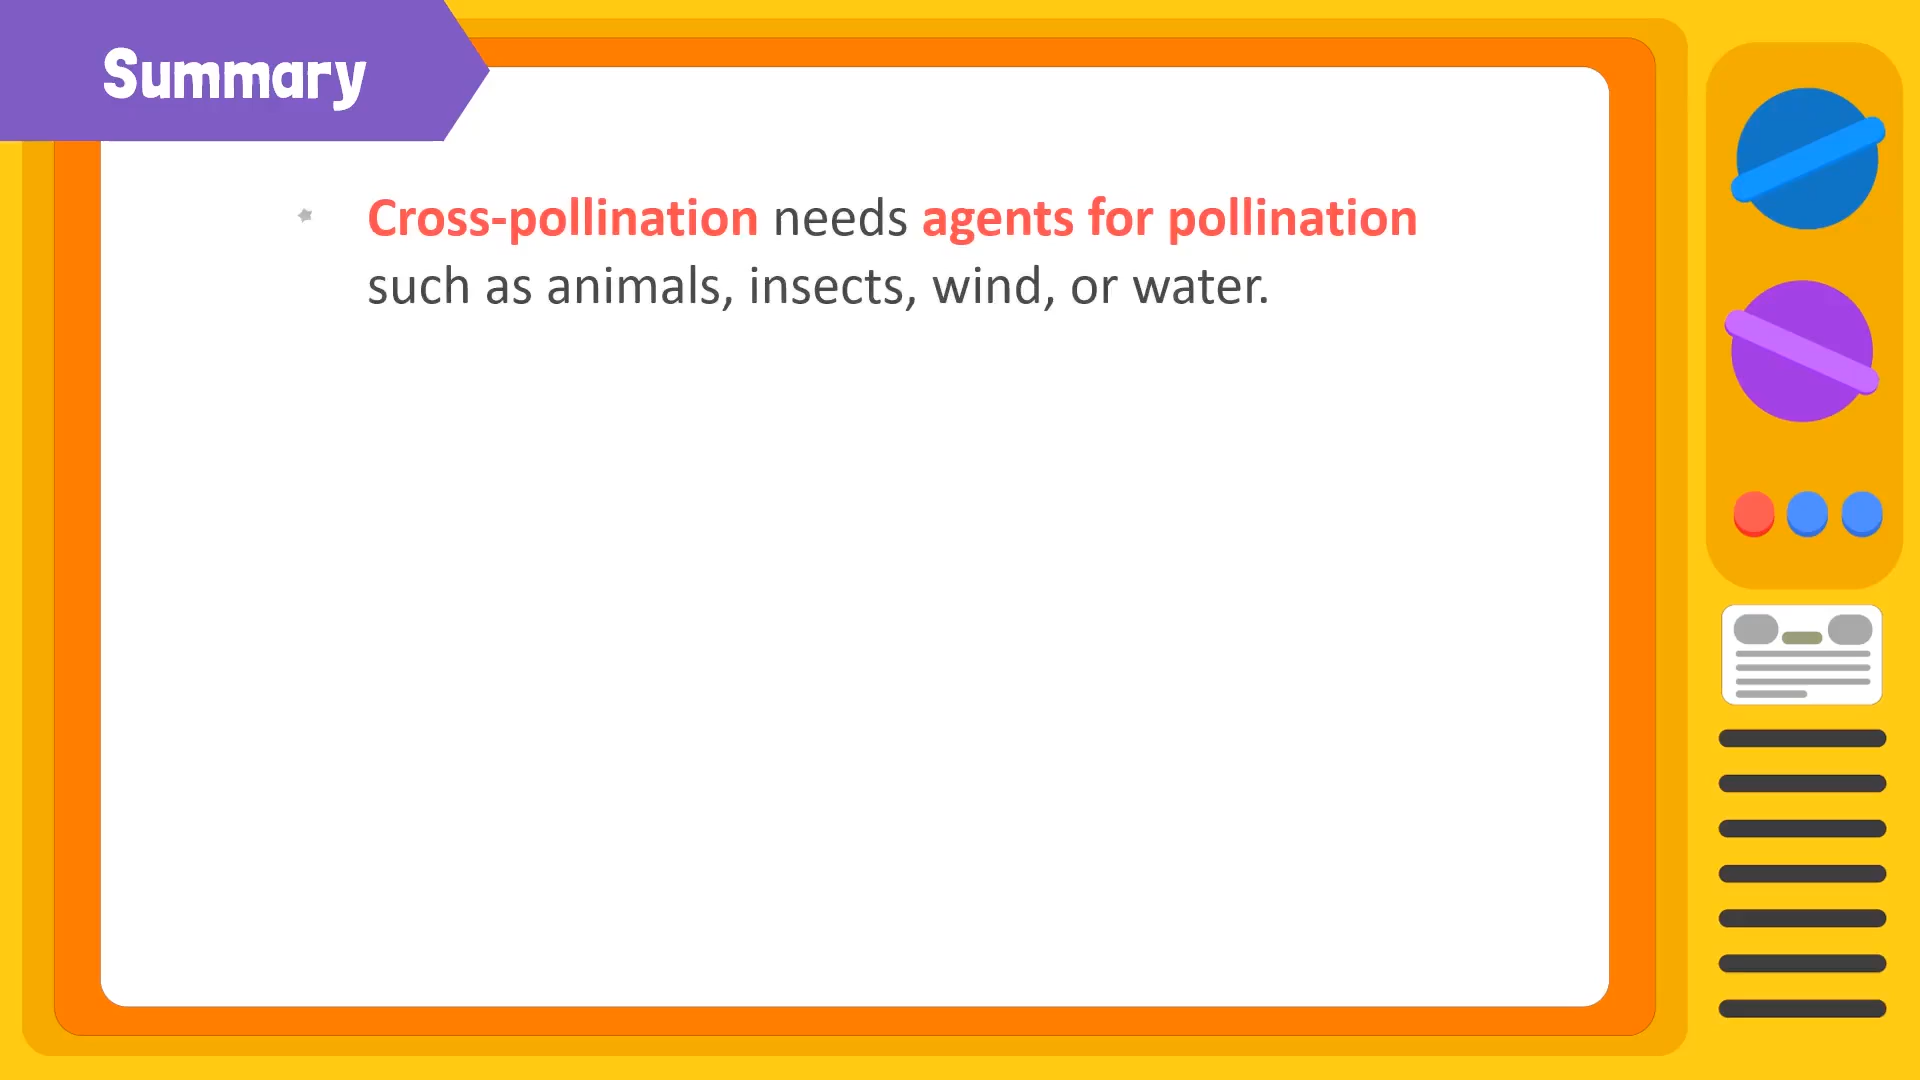 Summary
Cross-pollination needs agents for pollination
such as animals, insects, wind, or water.